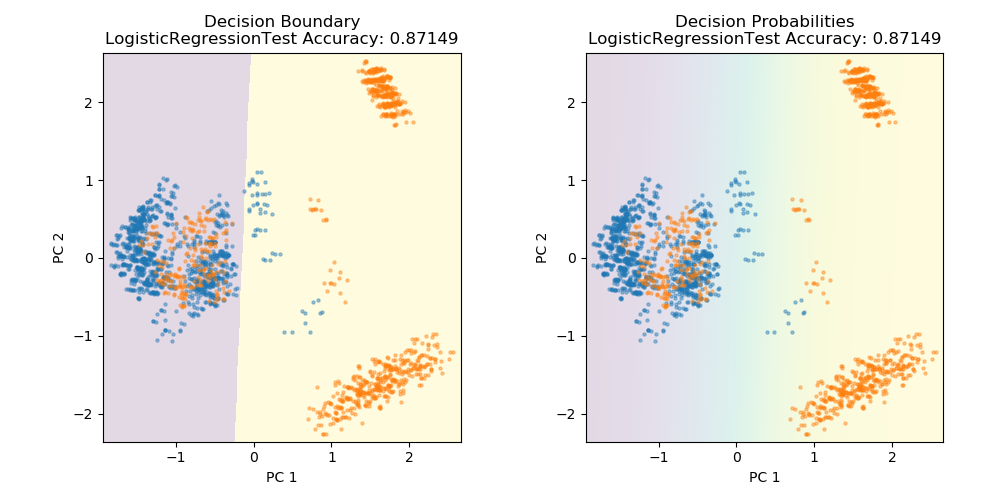 Decision Boundary
LogisticRegressionTest Accuracy: 0.87149
2
1
0
−1
−2
PC 2
−1
0
1
2
PC 1
Decision Probabilities
LogisticRegressionTest Accuracy: 0.87149
2
1
0
−1
−2
PC 2
−1
0
1
2
PC 1